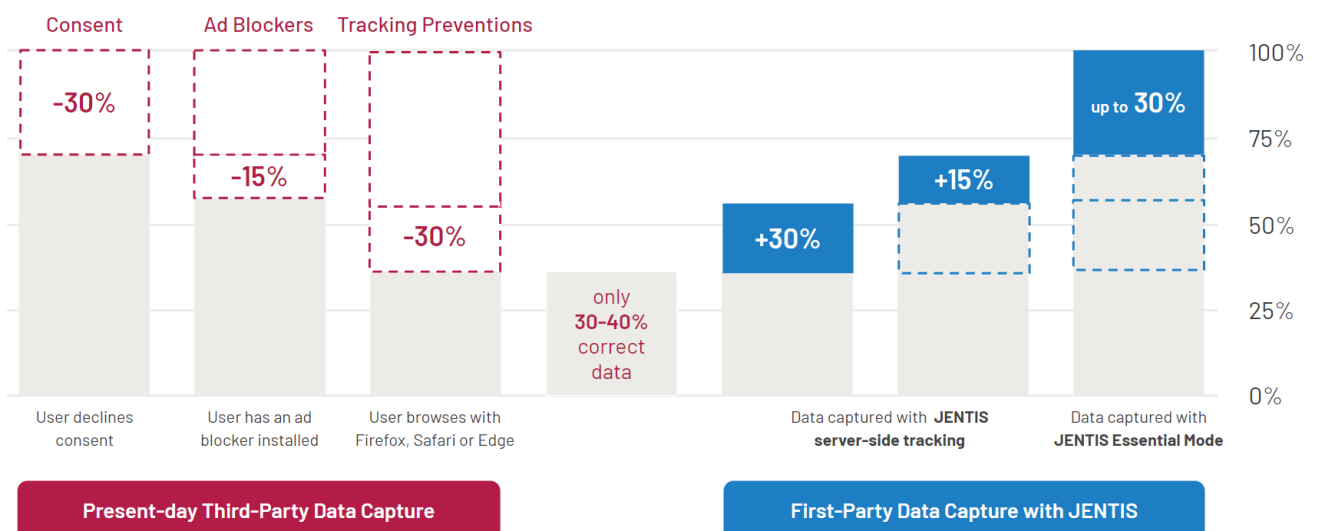 Consent
Ad Blockers
Tracking Preventions
100%
-30%
up to 30%
75%
-15%
+15%
50%
-30%
+30%
only
30-40%
correct
data
25%
0%
User declines
consent
User has an ad
blocker installed
User browses with
Firefox, Safari or Edge
Data captured with JENTIS
server-side tracking
Data captured with
JENTIS Essential Mode
Present-day Third-Party Data Capture
First-Party Data Capture with JENTIS